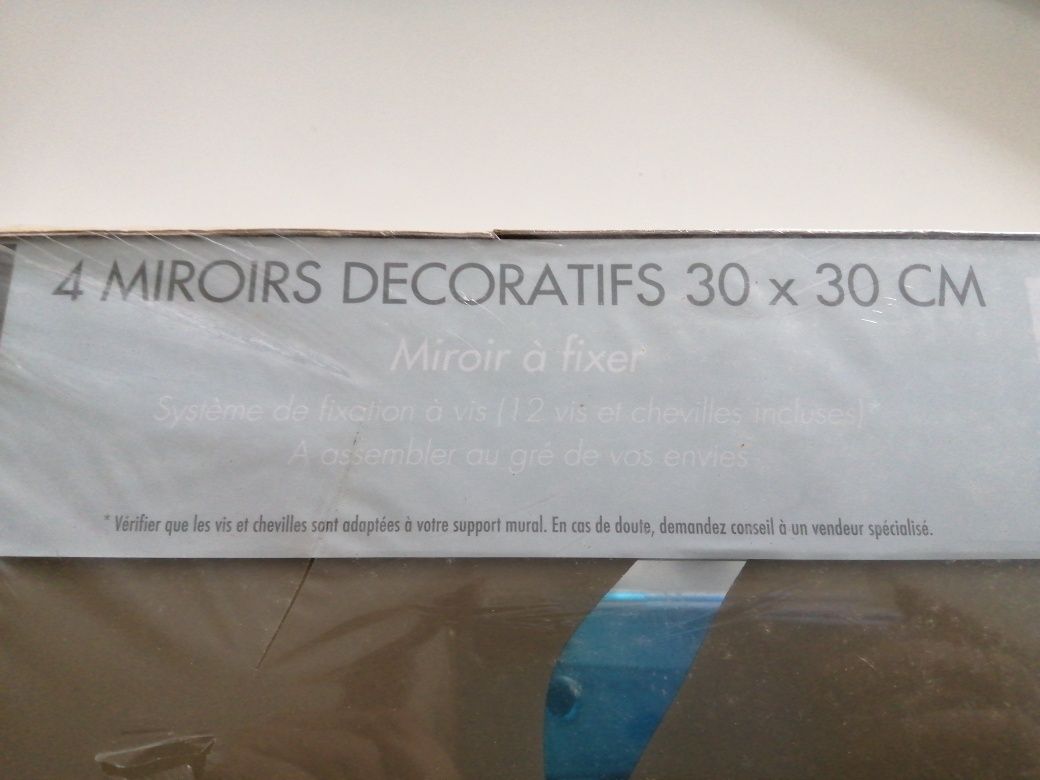 4 MIROIRS DECORATIFS 30 x 30 CM
Miroir à fixer
Système de fixation à vis (12 vis et chevilles incluses)*
A assembler au gré de vos envies
* Vérifier que les vis et chevilles sont adaptées à votre support mural. En cas de doute, demandez conseil à un vendeur spécialisé.